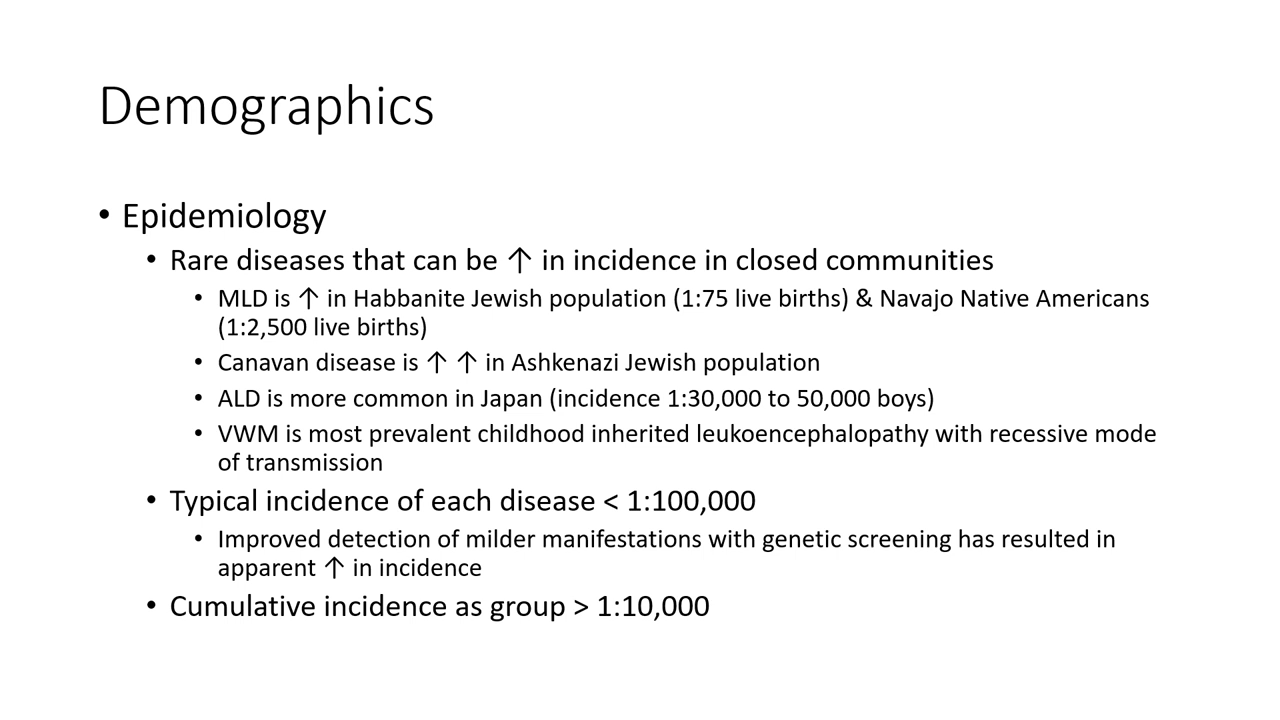 Demographics
• Epidemiology
• Rare diseases that can be ↑ in incidence in closed communities
• MLD is ↑ in Habbanite Jewish population (1:75 live births) & Navajo Native Americans
(1:2,500 live births)
• Canavan disease is ↑ ↑ in Ashkenazi Jewish population
• ALD is more common in Japan (incidence 1:30,000 to 50,000 boys)
• VWM is most prevalent childhood inherited leukoencephalopathy with recessive mode
of transmission
• Typical incidence of each disease < 1:100,000
• Improved detection of milder manifestations with genetic screening has resulted in
apparent ↑ in incidence
• Cumulative incidence as group > 1:10,000